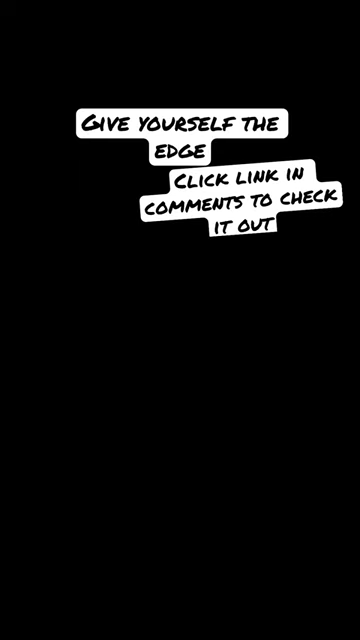 GIVE YOURSELF THE
EDGE
CLICK LINK IN
COMMENTS TO CHECK
IT OUT